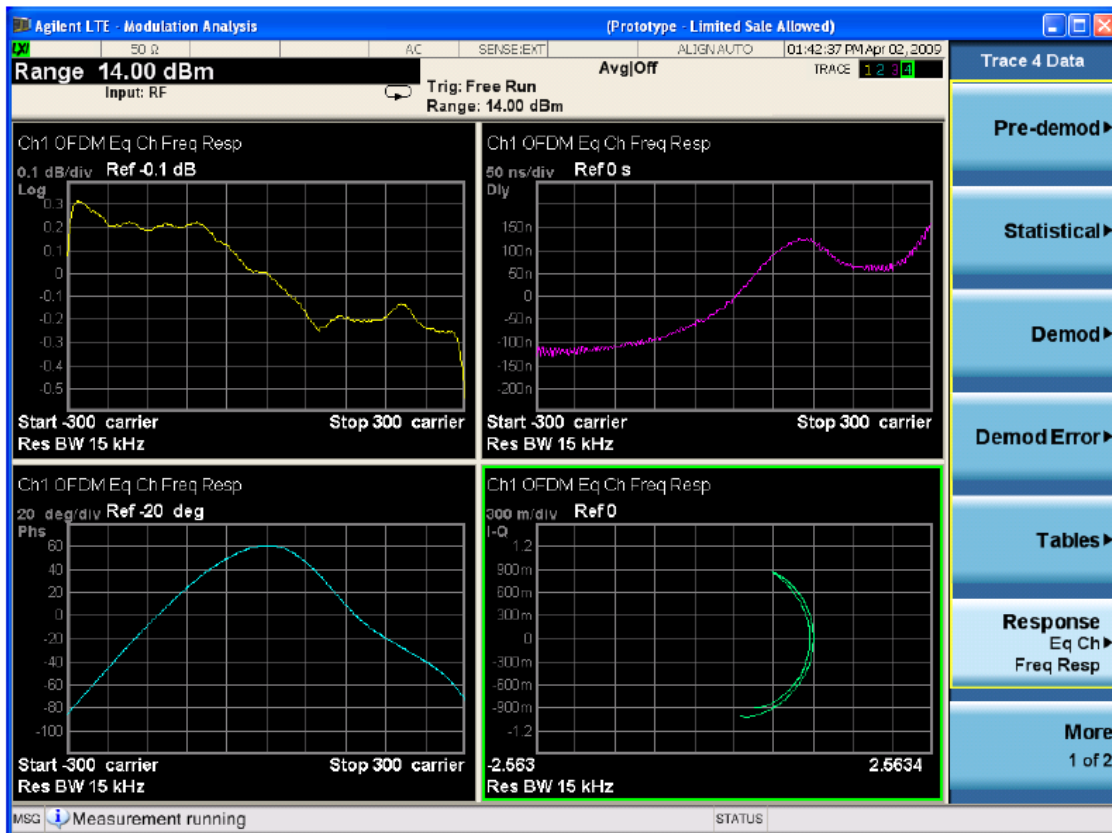 Agilent LTE - Modulation Analysis (Prototype - Limited Sale Allowed)
LXI 50 Ω AC SENSE:EXT ALIGN AUTO 01:42:37 PM Apr 02, 2009
Range 14.00 dBm
Input: RF
Trig: Free Run
Range: 14.00 dBm
Avg|Off
TRACE 1 2 3 4
Ch1 OFDM Eq Ch Freq Resp
0.1 dB/div Ref -0.1 dB
Log
0.3
0.2
0.1
0
-0.1
-0.2
-0.3
-0.4
-0.5
Start -300 carrier Stop 300 carrier
Res BW 15 kHz
Ch1 OFDM Eq Ch Freq Resp
50 ns/div Ref 0 s
Dly
150n
100n
50n
0
-50n
-100n
-150n
-200n
Start -300 carrier Stop 300 carrier
Res BW 15 kHz
Ch1 OFDM Eq Ch Freq Resp
20 deg/div Ref -20 deg
Phs
60
40
20
0
-20
-40
-60
-80
-100
Start -300 carrier Stop 300 carrier
Res BW 15 kHz
Ch1 OFDM Eq Ch Freq Resp
300 m/div Ref 0
I-Q
1.2
900m
600m
300m
0
-300m
-600m
-900m
-1.2
-2.563 2.5634
Res BW 15 kHz
Trace 4 Data
Pre-demod
Statistical
Demod
Demod Error
Tables
Response
Eq Ch
Freq Resp
More
1 of 2
MSG Measurement running STATUS